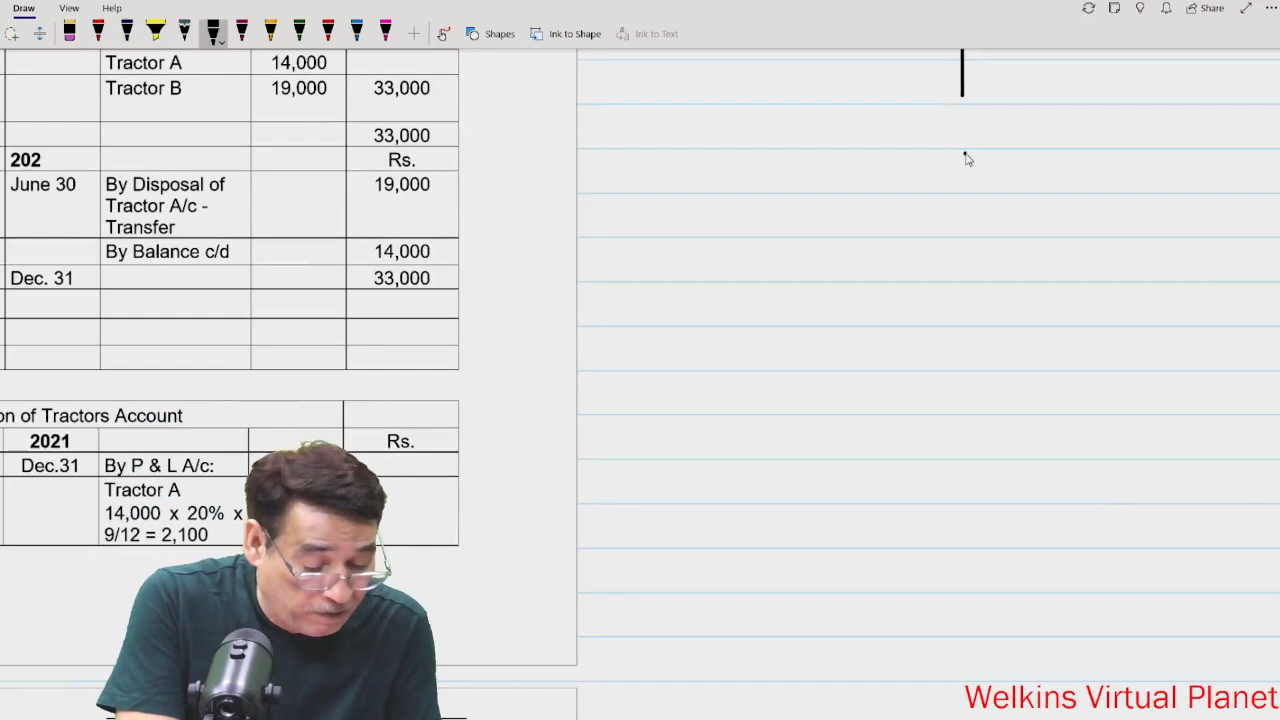 Draw View Help
Share
Shapes Ink to Shape Ink to Text
Tractor A 14,000
Tractor B 19,000 33,000
33,000
202 Rs.
June 30 By Disposal of 19,000
Tractor A/c -
Transfer
By Balance c/d 14,000
Dec. 31 33,000
on of Tractors Account
2021 Rs.
Dec.31 By P & L A/c:
Tractor A
14,000 x 20% x
9/12 = 2,100
Welkins Virtual Planet